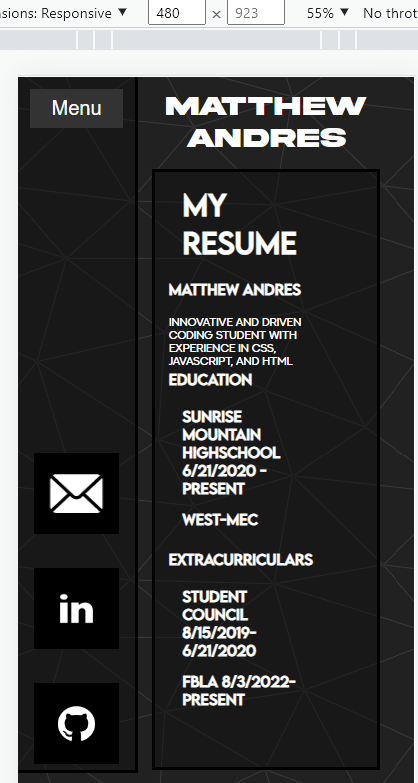 sions: Responsive ▼ 480 × 923 55% ▼ No throt
Menu
MATTHEW
ANDRES
MY
RESUME
MATTHEW ANDRES
INNOVATIVE AND DRIVEN
CODING STUDENT WITH
EXPERIENCE IN CSS,
JAVASCRIPT, AND HTML
EDUCATION
SUNRISE
MOUNTAIN
HIGHSCHOOL
6/21/2020 -
PRESENT
WEST-MEC
EXTRACURRICULARS
STUDENT
COUNCIL
8/15/2019-
6/21/2020
FBLA 8/3/2022-
PRESENT
in